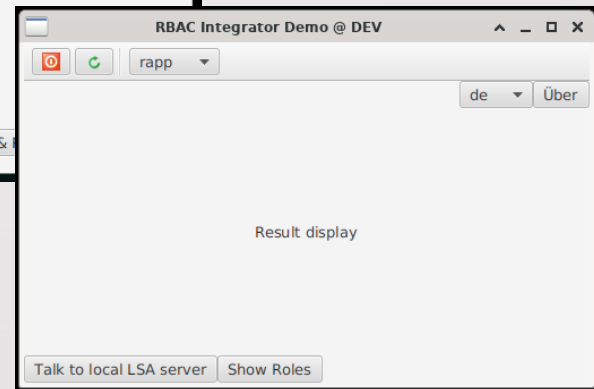 RBAC Integrator Demo @ DEV
rapp
de Über
&
Result display
Talk to local LSA server Show Roles